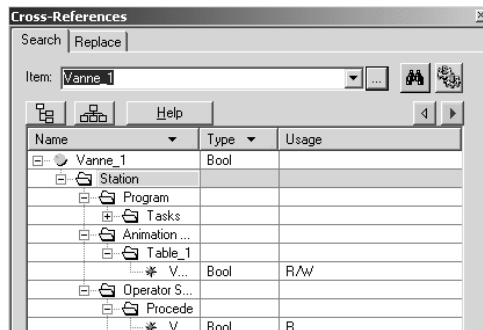 Cross-References
Search Replace
Item: Vanne_1 ...
Help
Name Type Usage
Vanne_1 Bool
Station
Program
Tasks
Animation ...
Table_1
V... Bool R/W
Operator S...
Procede
V... Bool R